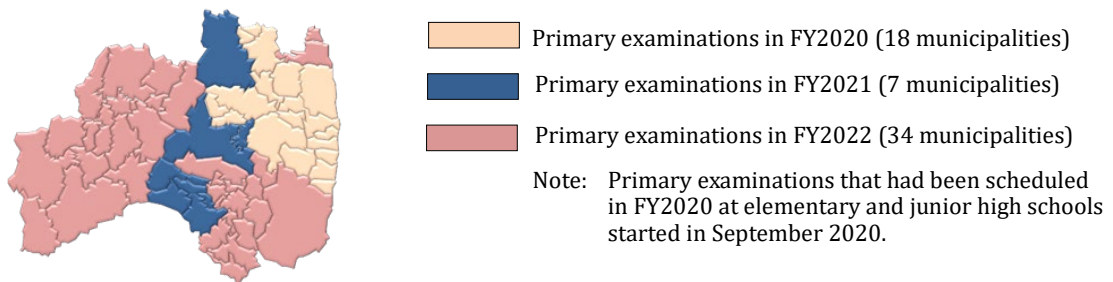 Primary examinations in FY2020 (18 municipalities)
Primary examinations in FY2021 (7 municipalities)
Primary examinations in FY2022 (34 municipalities)
Note: Primary examinations that had been scheduled
in FY2020 at elementary and junior high schools
started in September 2020.